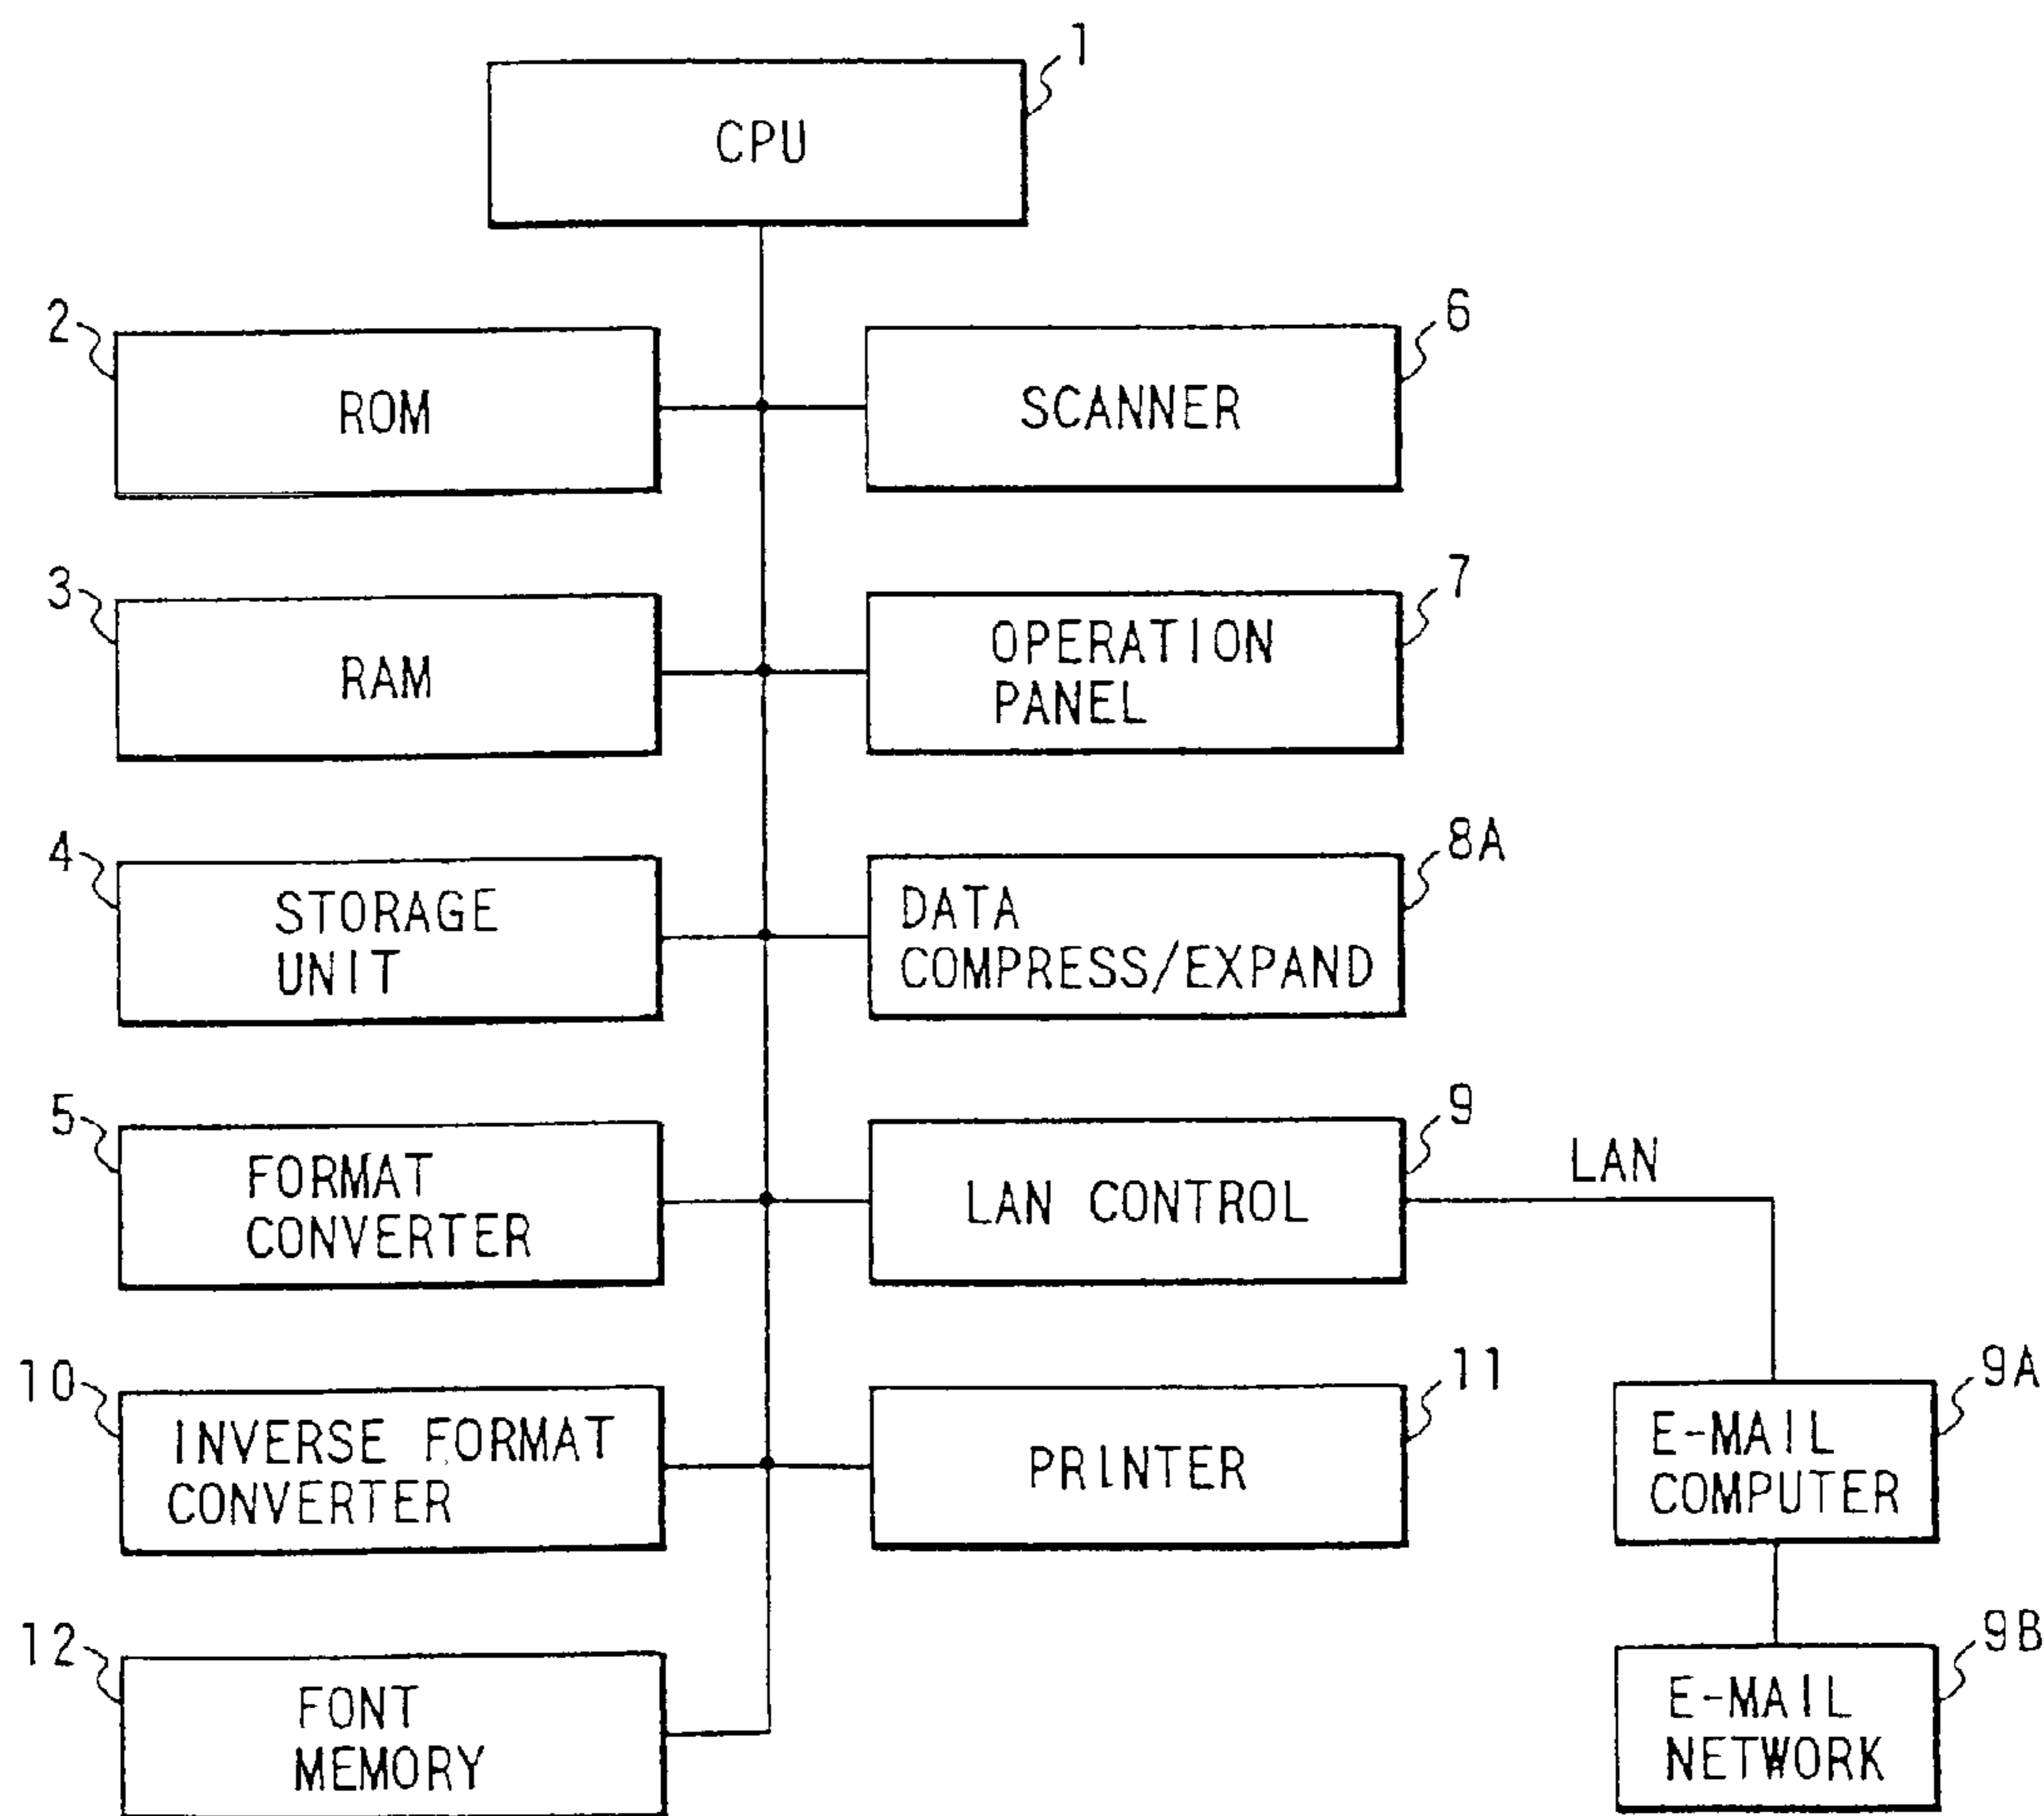 1
CPU
2
ROM
6
SCANNER
3
RAM
7
OPERATION
PANEL
4
STORAGE
UNIT
8A
DATA
COMPRESS/EXPAND
5
FORMAT
CONVERTER
9
LAN CONTROL
LAN
10
INVERSE FORMAT
CONVERTER
11
PRINTER
9A
E-MAIL
COMPUTER
12
FONT
MEMORY
9B
E-MAIL
NETWORK